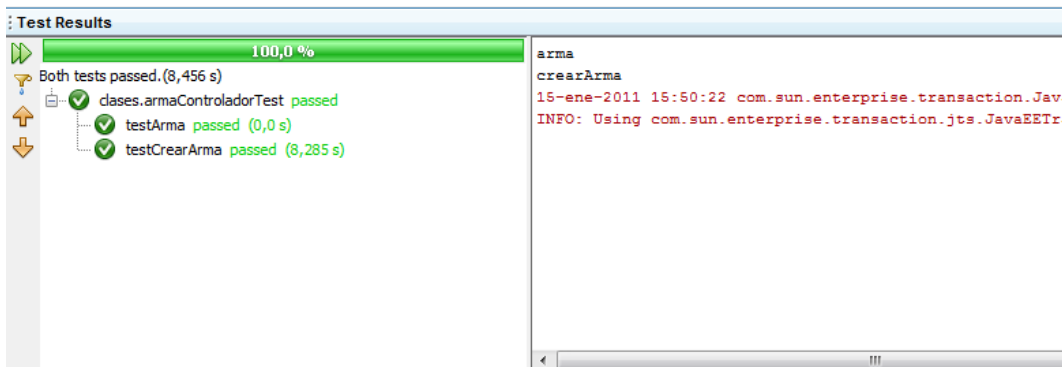 Test Results
100,0 %
Both tests passed.(8,456 s)
clases.armaControladorTest passed
testArma passed (0,0 s)
testCrearArma passed (8,285 s)
arma
crearArma
15-ene-2011 15:50:22 com.sun.enterprise.transaction.Jav
INFO: Using com.sun.enterprise.transaction.jts.JavaEETr